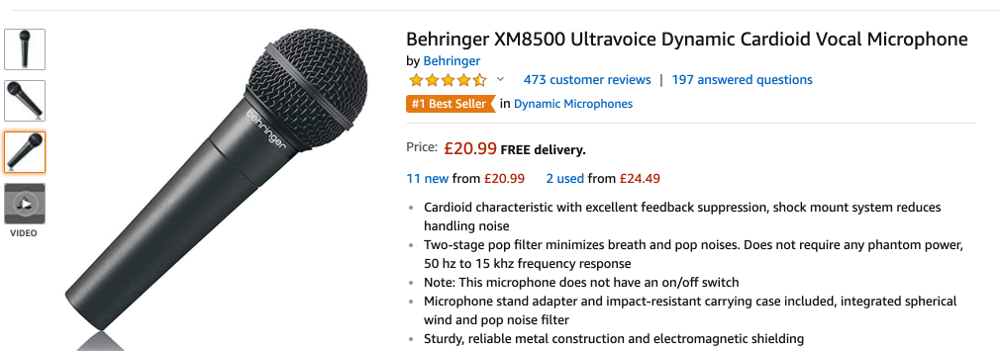 Behringer XM8500 Ultravoice Dynamic Cardioid Vocal Microphone
by Behringer
473 customer reviews | 197 answered questions
#1 Best Seller in Dynamic Microphones
Price: £20.99 FREE delivery.
11 new from £20.99 2 used from £24.49
• Cardioid characteristic with excellent feedback suppression, shock mount system reduces
handling noise
• Two-stage pop filter minimizes breath and pop noises. Does not require any phantom power,
50 hz to 15 khz frequency response
• Note: This microphone does not have an on/off switch
• Microphone stand adapter and impact-resistant carrying case included, integrated spherical
wind and pop noise filter
• Sturdy, reliable metal construction and electromagnetic shielding
behringer
VIDEO